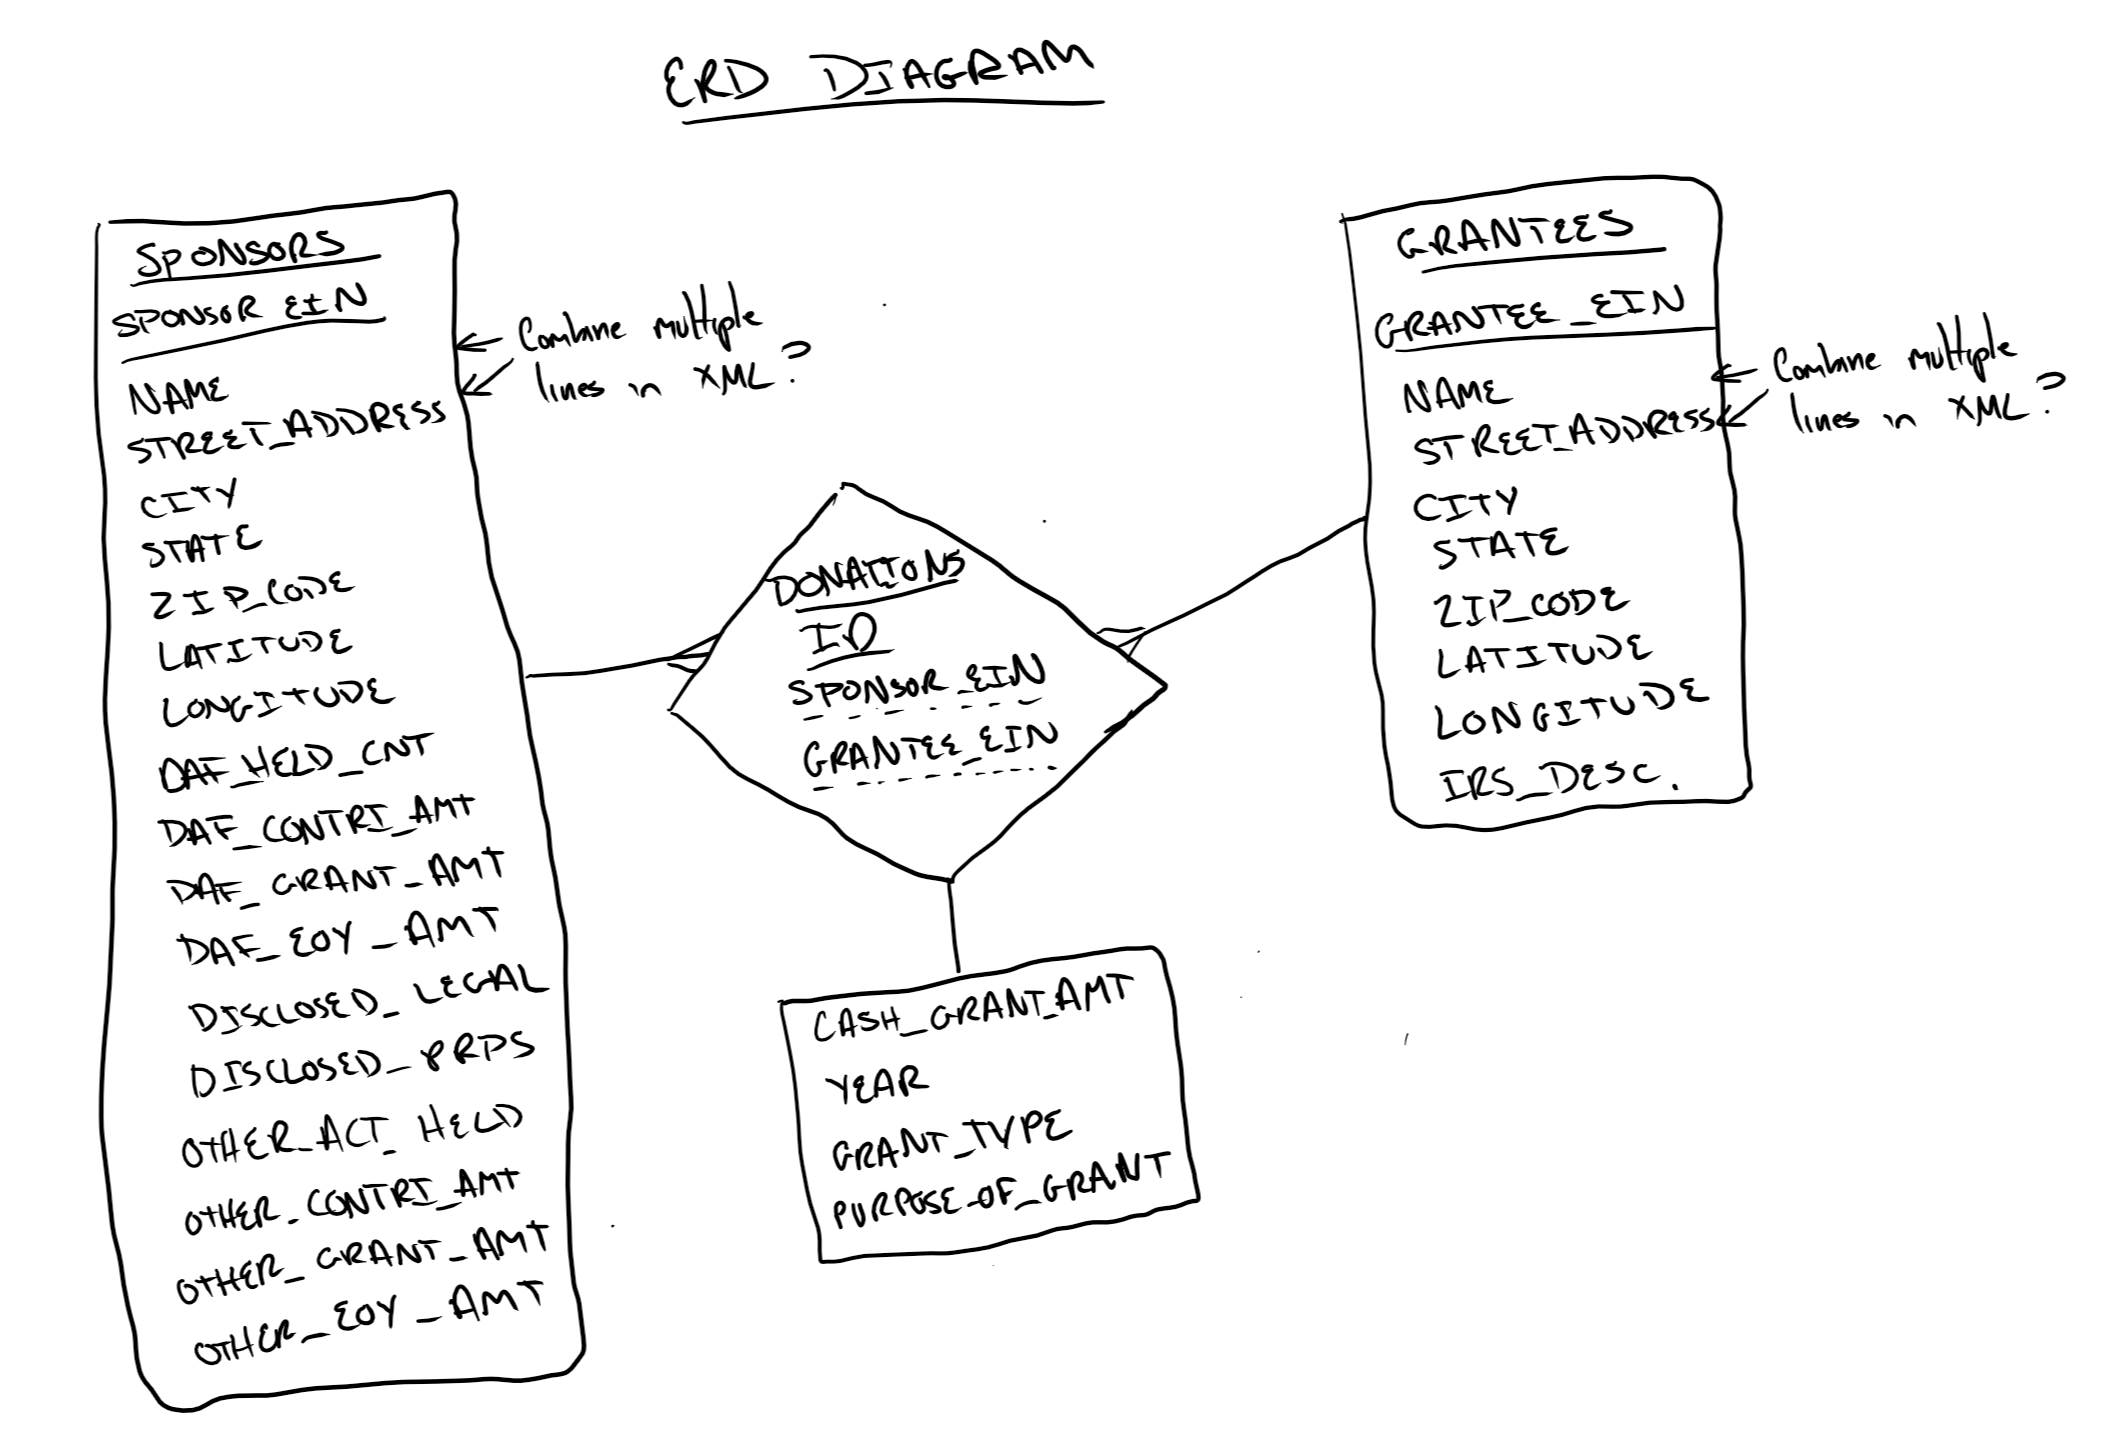 ERD DIAGRAM
SPONSORS
SPONSOR EIN
NAME
STREET_ADDRESS
CITY
STATE
ZIP_CODE
LATITUDE
LONGITUDE
DAF_HELD_CNT
DAF_CONTRI_AMT
DAF_GRANT_AMT
DAF_EOY_AMT
DISCLOSED_LEGAL
DISCLOSED_PRPS
OTHER_ACT_HELD
OTHER_CONTRI_AMT
OTHER_GRANT_AMT
OTHER_EOY_AMT
Combine multiple
lines in XML?
DONATIONS
ID
SPONSOR_EIN
GRANTEE_EIN
CASH_GRANT_AMT
YEAR
GRANT_TYPE
PURPOSE_OF_GRANT
GRANTEES
GRANTEE_EIN
NAME
STREET_ADDRESS
CITY
STATE
ZIP_CODE
LATITUDE
LONGITUDE
IRS_DESC.
Combine multiple
lines in XML?